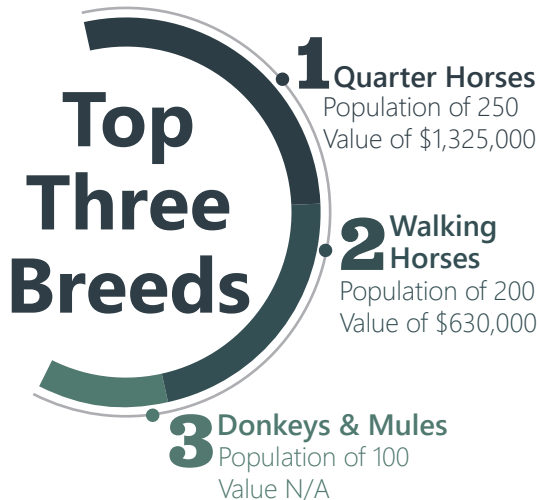 Top
Three
Breeds
1 Quarter Horses
Population of 250
Value of $1,325,000
2 Walking
Horses
Population of 200
Value of $630,000
3 Donkeys & Mules
Population of 100
Value N/A